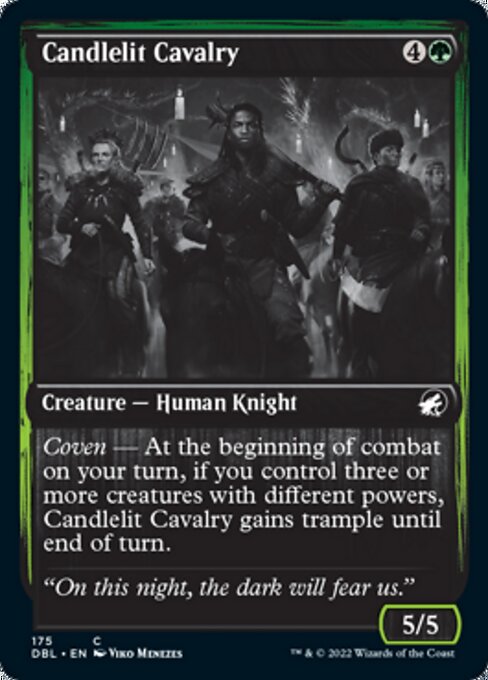 Candlelit Cavalry 4
Creature — Human Knight
Coven — At the beginning of combat
on your turn, if you control three or
more creatures with different powers,
Candlelit Cavalry gains trample until
end of turn.
“On this night, the dark will fear us.”
5/5
175 C
DBL • EN Viko Menezes
™ & © 2022 Wizards of the Coast